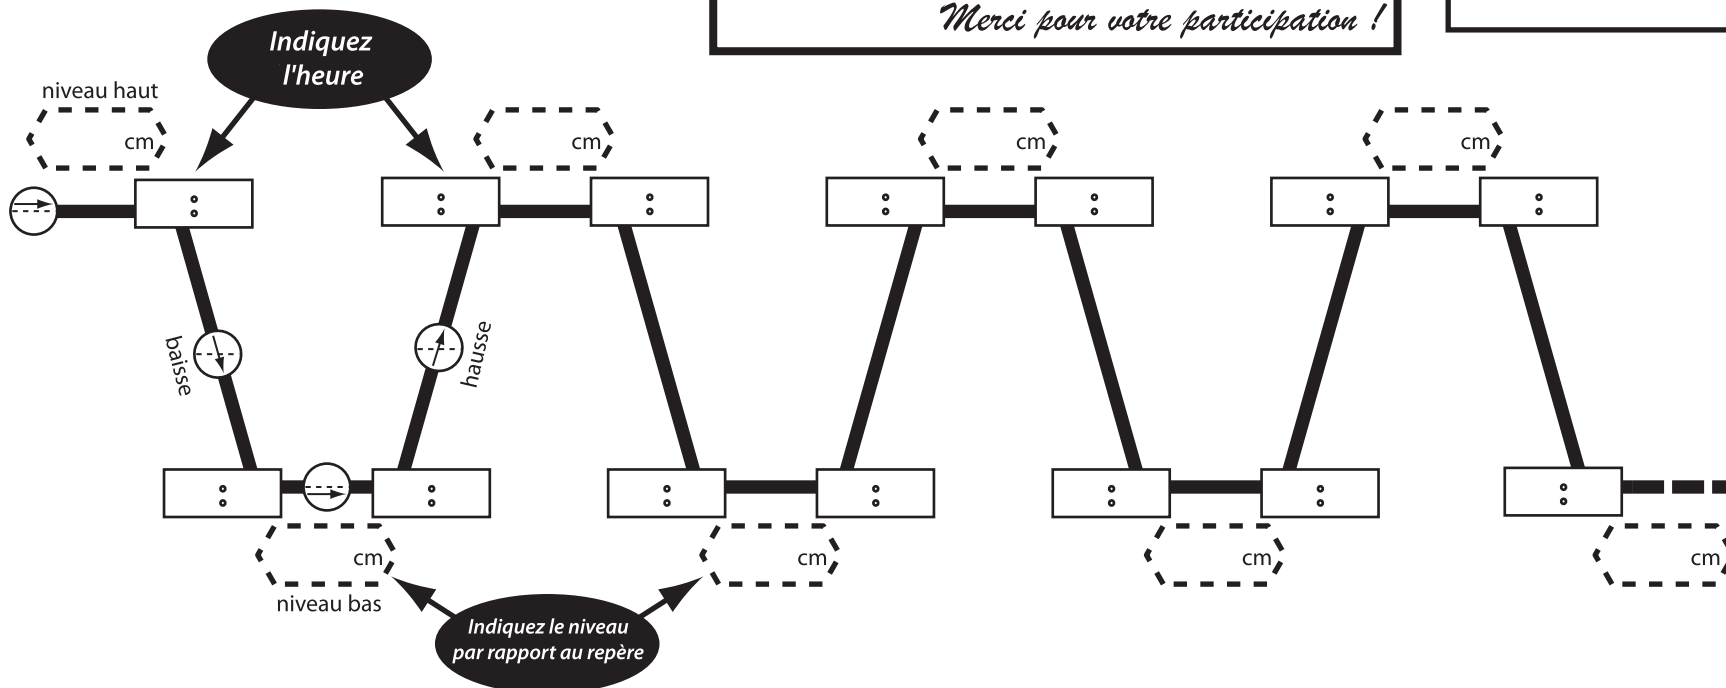 Merci pour votre participation !
Indiquez
l'heure
niveau haut
cm
cm
cm
cm
:
:
:
:
:
:
:
baisse
hausse
:
:
:
:
:
:
:
cm
cm
cm
cm
niveau bas
Indiquez le niveau
par rapport au repère